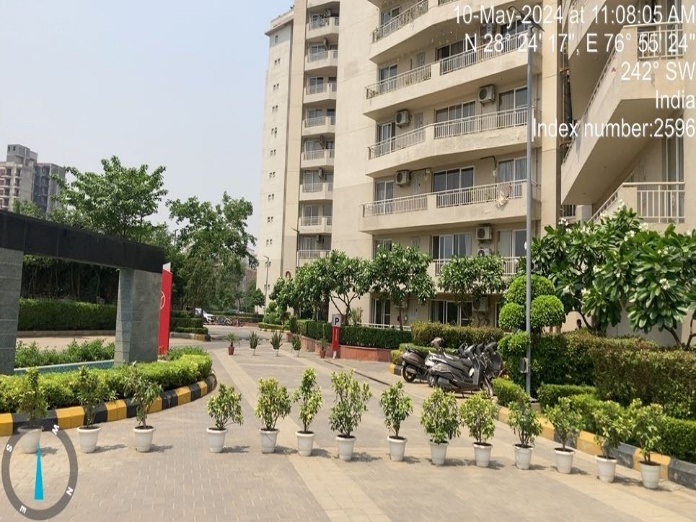 10-May-2024 at 11:08:05 AM
N 28° 24' 17", E 76° 55' 24"
242° SW
India
Index number:2596
P
N
S
E